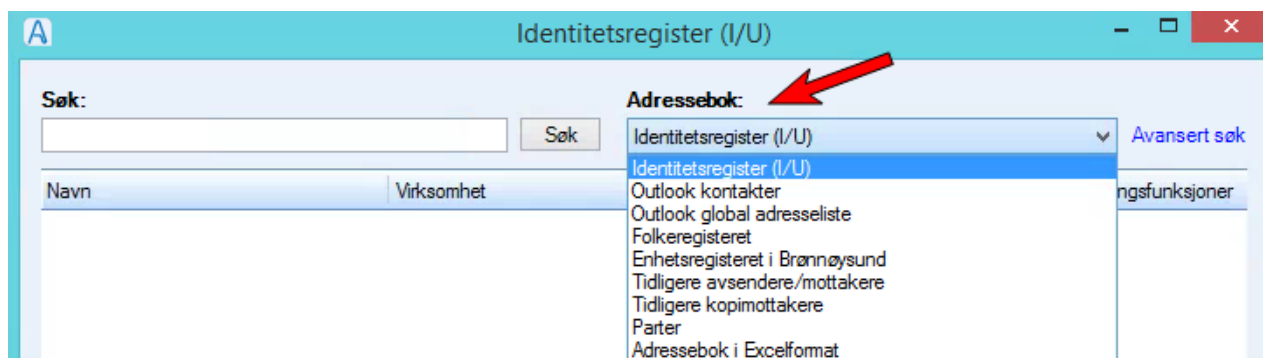 Identitetsregister (I/U)
Søk:
Adressebok:
Søk
Identitetsregister (I/U)
Avansert søk
Navn
Virksomhet
ngsfunksjoner
Identitetsregister (I/U)
Outlook kontakter
Outlook global adresseliste
Folkeregisteret
Enhetsregisteret i Brønnøysund
Tidligere avsendere/mottakere
Tidligere kopimottakere
Parter
Adressebok i Excelformat